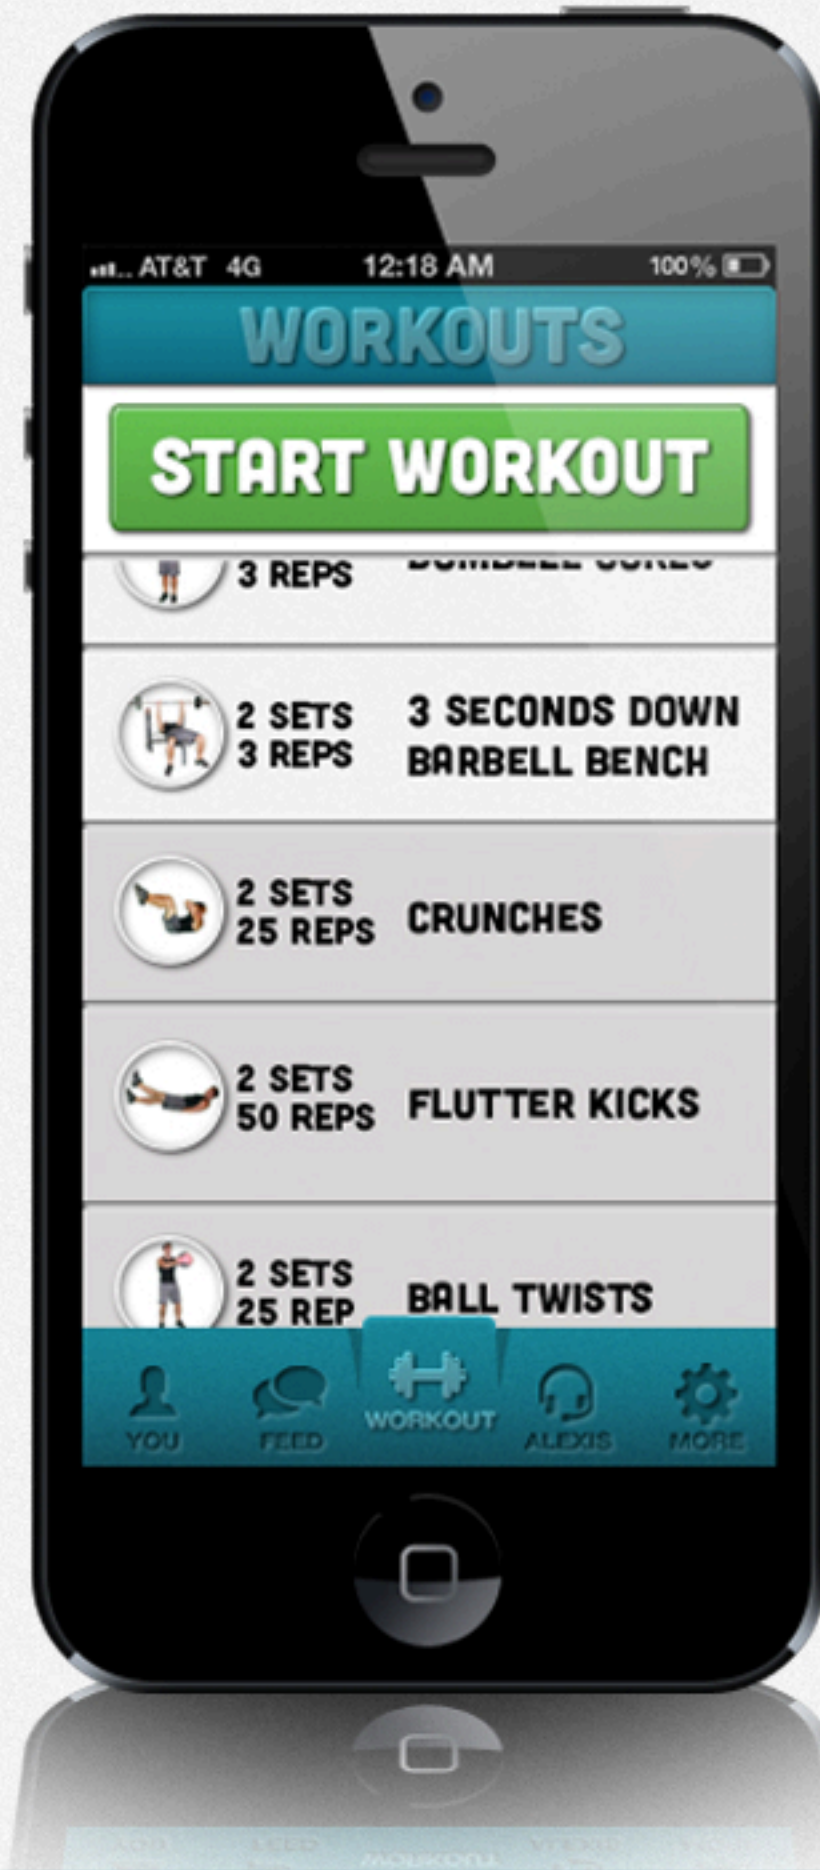 AT&T 4G 12:18 AM 100%
WORKOUTS
START WORKOUT
3 REPS
2 SETS
3 REPS
3 SECONDS DOWN
BARBELL BENCH
2 SETS
25 REPS
CRUNCHES
2 SETS
50 REPS
FLUTTER KICKS
2 SETS
25 REP
BALL TWISTS
YOU
FEED
WORKOUT
ALEXIS
MORE